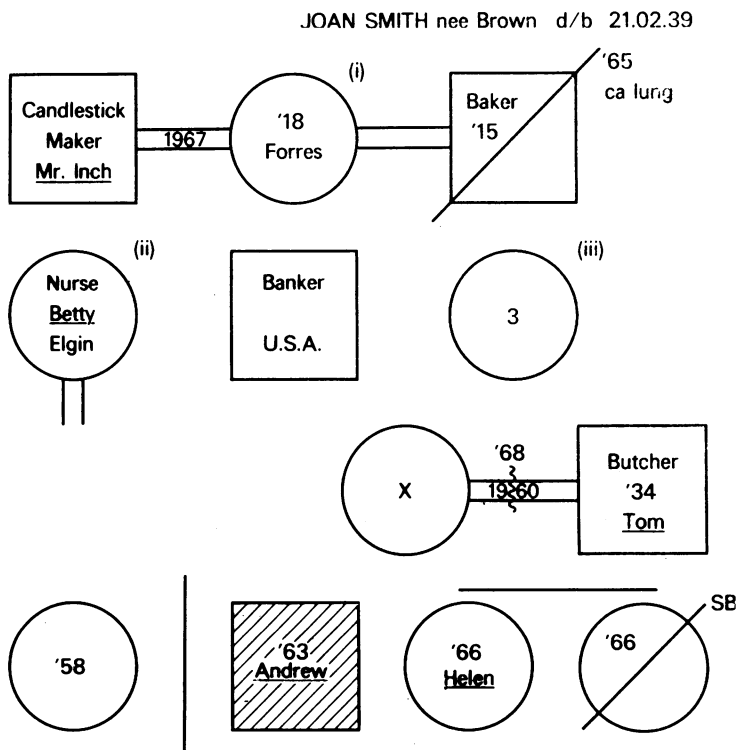 JOAN SMITH nee Brown d/b 21.02.39
'65
ca lung
(i)
Candlestick
Maker
Mr. Inch
1967
'18
Forres
Baker
'15
(ii)
(iii)
Nurse
Betty
Elgin
Banker
U.S.A.
3
X
'68
1960
Butcher
'34
Tom
'58
'63
Andrew
'66
Helen
'66
SB